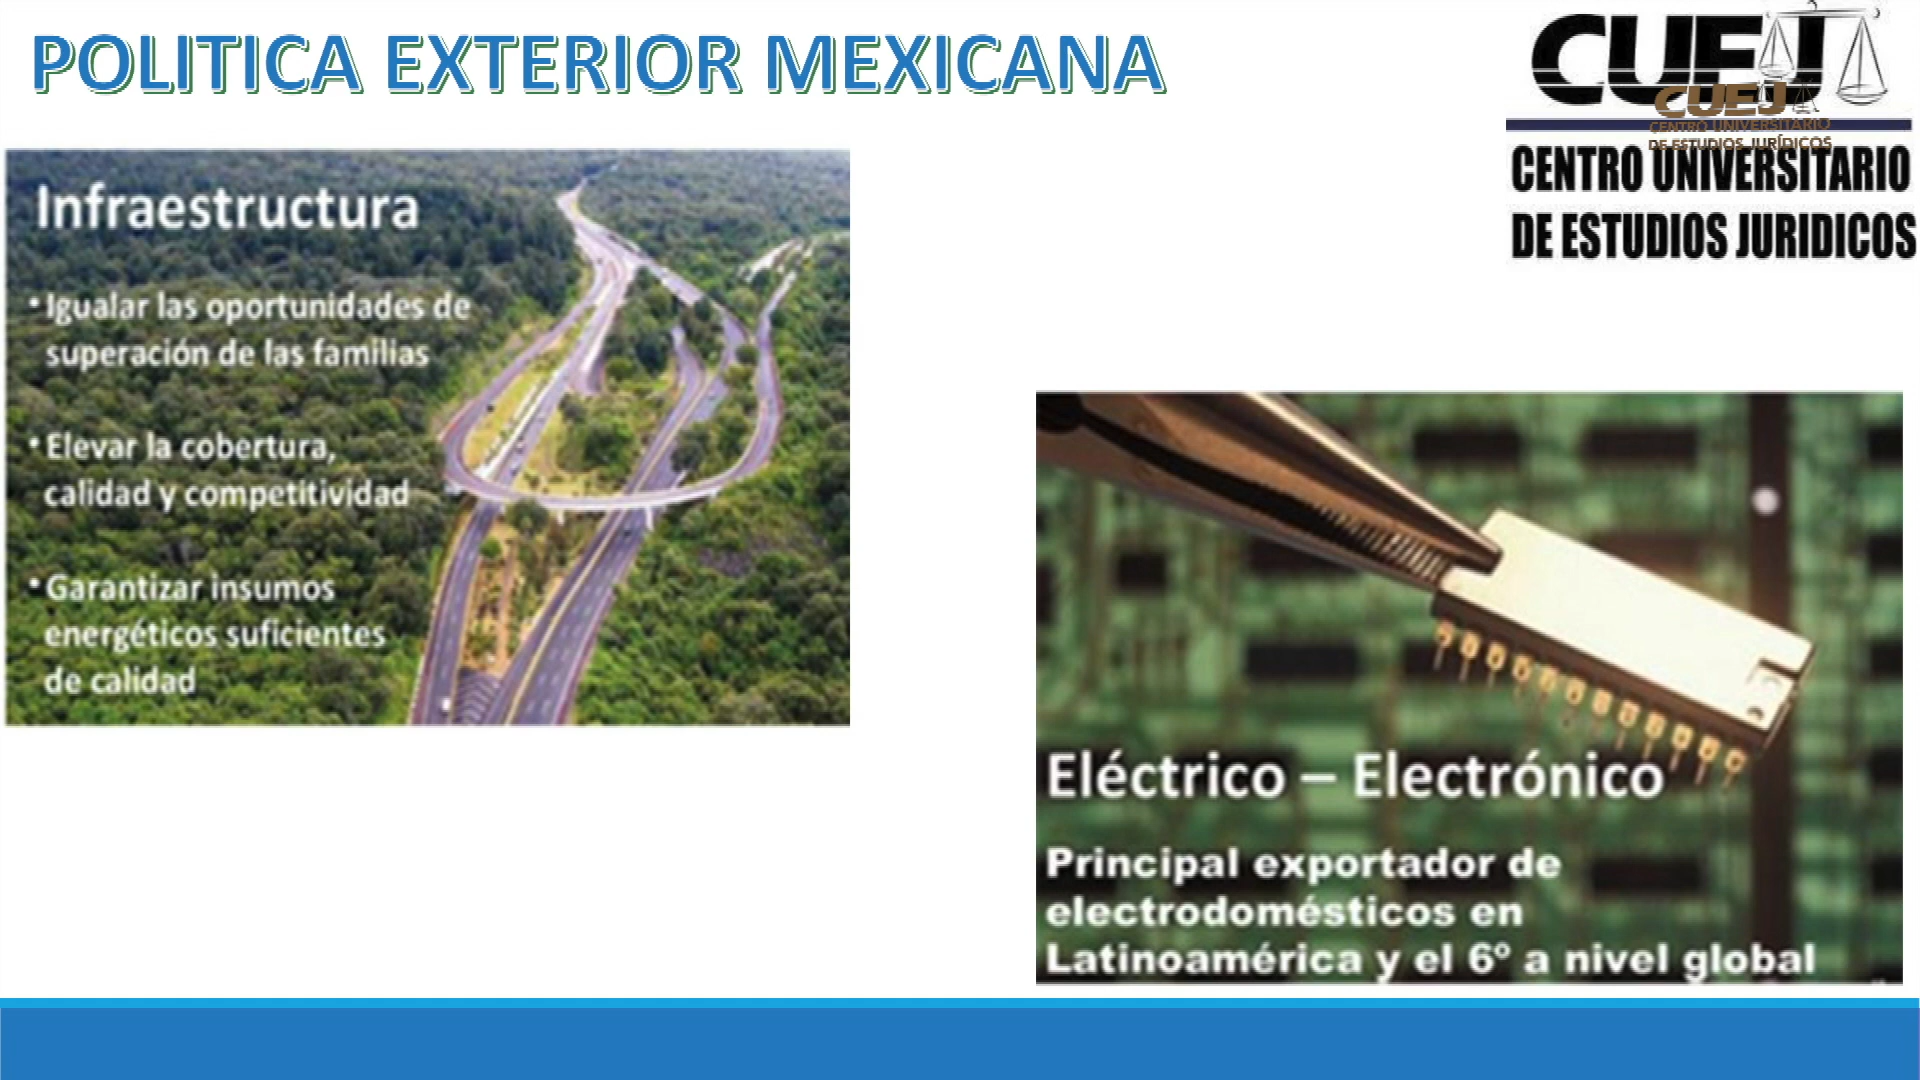 POLITICA EXTERIOR MEXICANA
CUEJ
CUEJ
CENTRO UNIVERSITARIO
DE ESTUDIOS JURÍDICOS
CENTRO UNIVERSITARIO
DE ESTUDIOS JURIDICOS
Infraestructura
• Igualar las oportunidades de
superación de las familias
• Elevar la cobertura,
calidad y competitividad
• Garantizar insumos
energéticos suficientes
de calidad
Eléctrico – Electrónico
Principal exportador de
electrodomésticos en
Latinoamérica y el 6º a nivel global